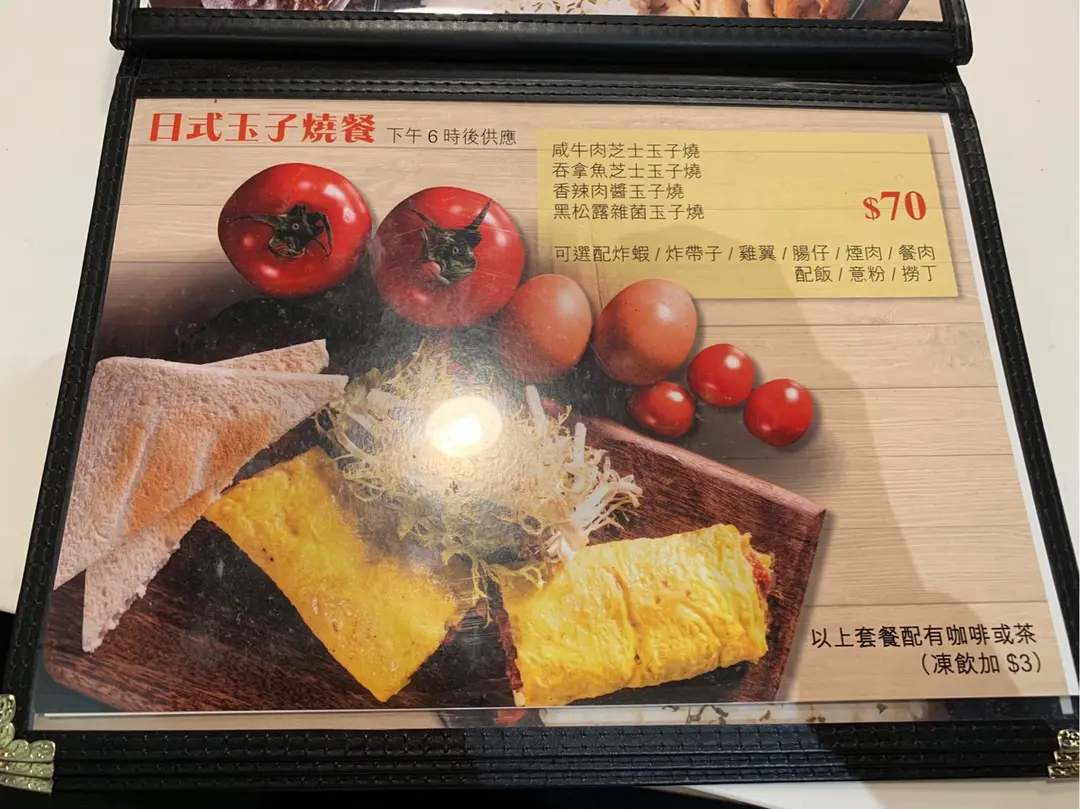 日式玉子燒餐 下午6時後供應
咸牛肉芝士玉子燒
吞拿魚芝士玉子燒
香辣肉醬玉子燒
黑松露雜菌玉子燒
$70
可選配炸蝦 / 炸帶子 / 雞翼 / 腸仔 / 煙肉 / 餐肉
配飯 / 意粉 / 撈丁
以上套餐配有咖啡或茶
(凍飲加 $3)